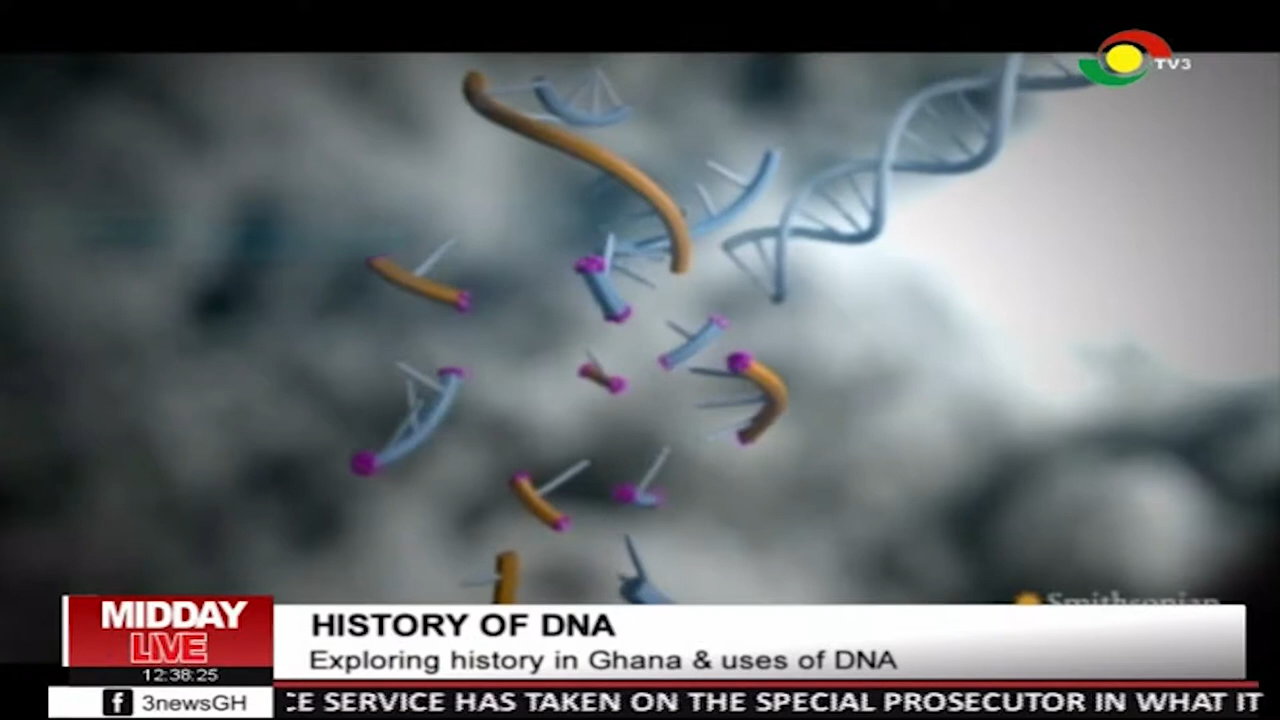 TV3
Smithsonian
MIDDAY
LIVE
12:38:25
HISTORY OF DNA
Exploring history in Ghana & uses of DNA
3newsGH
CE SERVICE HAS TAKEN ON THE SPECIAL PROSECUTOR IN WHAT IT